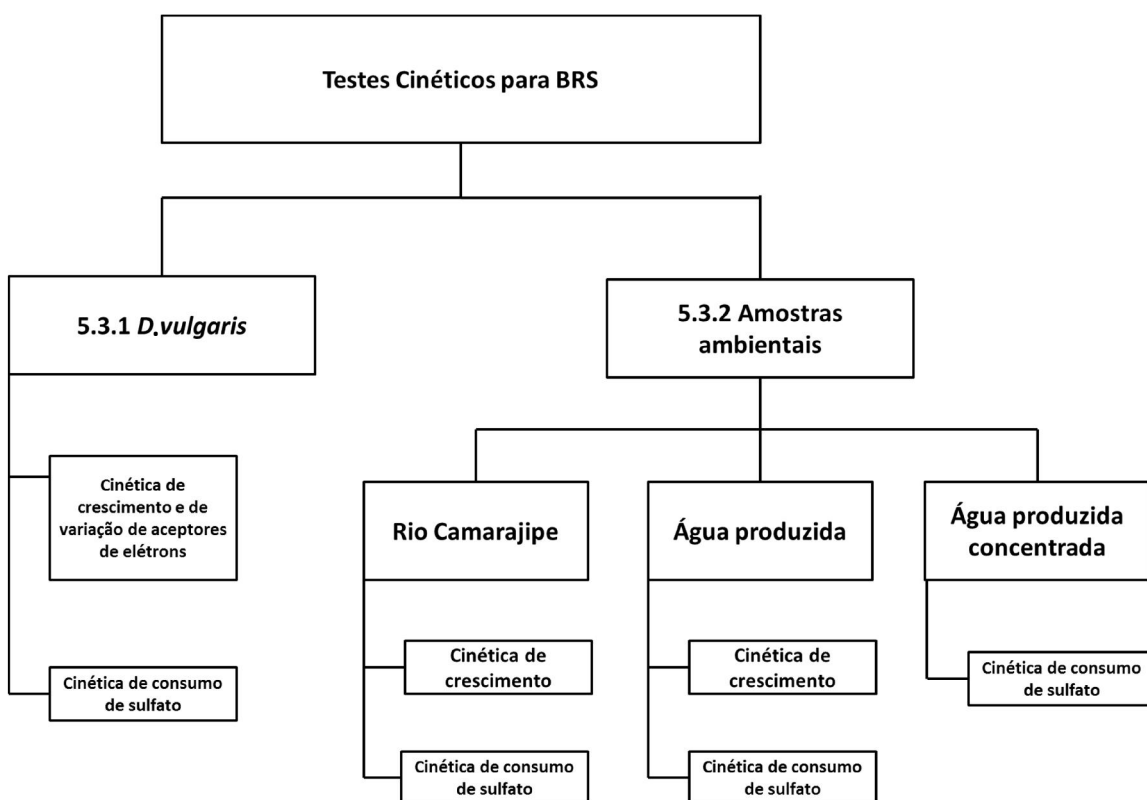 Testes Cinéticos para BRS
5.3.1 D.vulgaris
5.3.2 Amostras
ambientais
Cinética de
crescimento e de
variação de aceptores
de elétrons
Cinética de consumo
de sulfato
Rio Camarajipe
Água produzida
Água produzida
concentrada
Cinética de
crescimento
Cinética de consumo
de sulfato
Cinética de
crescimento
Cinética de consumo
de sulfato
Cinética de consumo
de sulfato